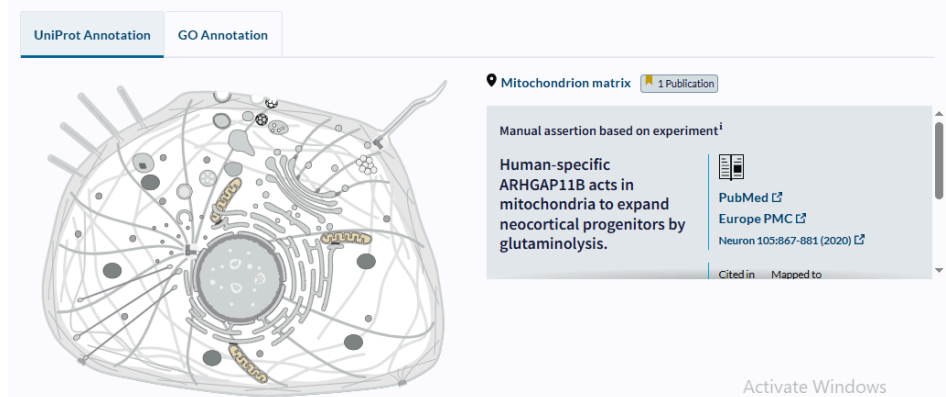 UniProt Annotation
GO Annotation
Mitochondrion matrix
1 Publication
Manual assertion based on experimentⁱ
Human-specific
ARHGAP11B acts in
mitochondria to expand
neocortical progenitors by
glutaminolysis.
PubMed
Europe PMC
Neuron 105:867-881 (2020)
Cited in
Mapped to
Activate Windows